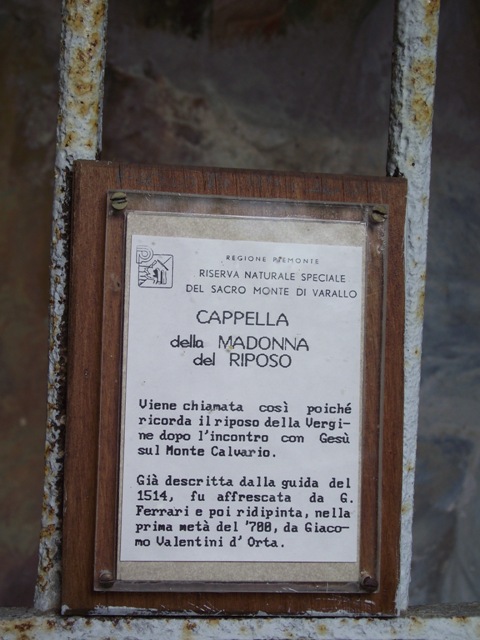 REGIONE PIEMONTE
RISERVA NATURALE SPECIALE
DEL SACRO MONTE DI VARALLO
CAPPELLA
della MADONNA
del RIPOSO
Viene chiamata così poiché
ricorda il riposo della Vergi-
ne dopo l'incontro con Gesù
sul Monte Calvario.
Già descritta dalla guida del
1514, fu affrescata da G.
Ferrari e poi ridipinta, nella
prima metà del '700, da Giaco-
mo Valentini d' Orta.